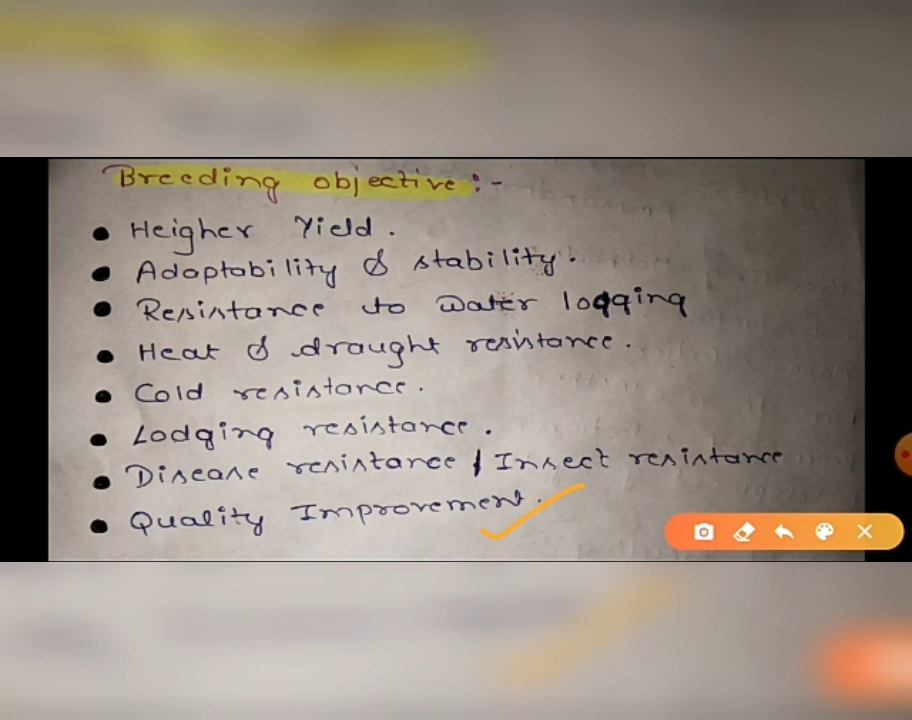 Breeding objective :-
• Heigher Yield.
• Adaptability & stability.
• Resistance to Water logging
• Heat & draught resistance.
• Cold resistance.
• Lodging resistance.
• Disease resistance / Insect resistance
• Quality Improvement.